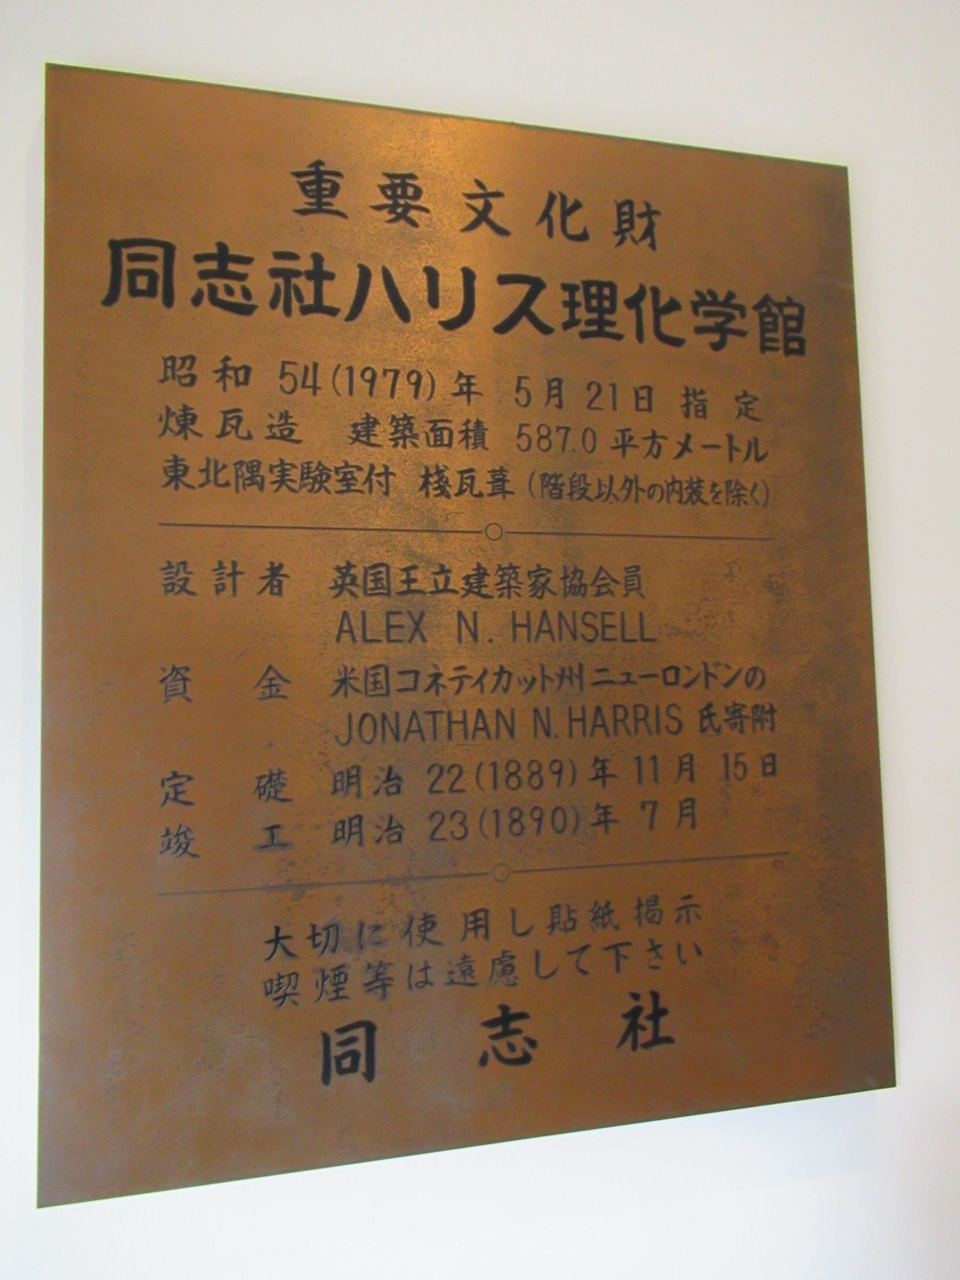 重要文化財
同志社ハリス理化学館
昭和 54(1979)年 5月21日 指定
煉瓦造 建築面積 587.0 平方メートル
東北隅実験室付 棧瓦葺 (階段以外の内装を除く)
設計者 英国王立建築家協会員
ALEX N. HANSELL
資金 米国コネティカット州ニューロンドンの
JONATHAN N. HARRIS 氏寄附
定礎 明治 22(1889)年 11月 15日
竣工 明治 23(1890)年 7月
大切に使用し貼紙掲示
喫煙等は遠慮して下さい
同志社